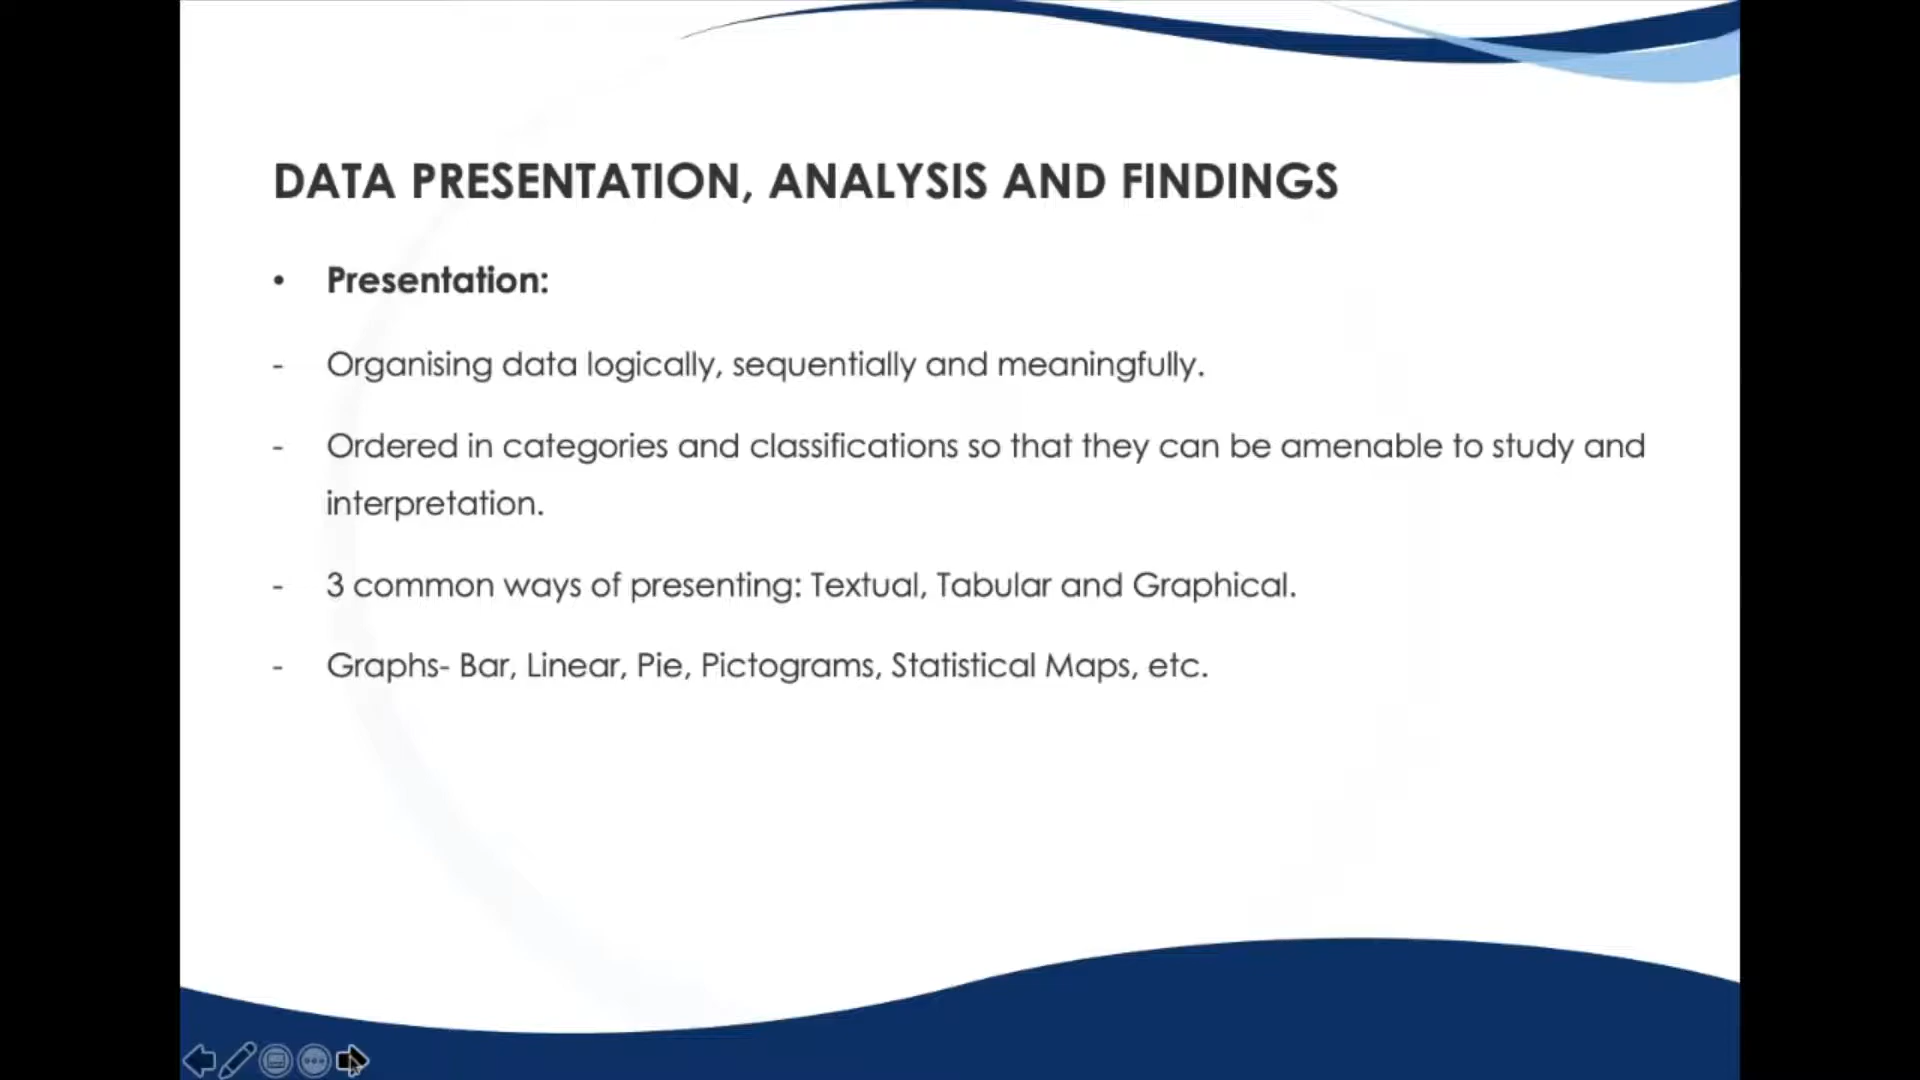 DATA PRESENTATION, ANALYSIS AND FINDINGS
• Presentation:
- Organising data logically, sequentially and meaningfully.
- Ordered in categories and classifications so that they can be amenable to study and
interpretation.
- 3 common ways of presenting: Textual, Tabular and Graphical.
- Graphs- Bar, Linear, Pie, Pictograms, Statistical Maps, etc.